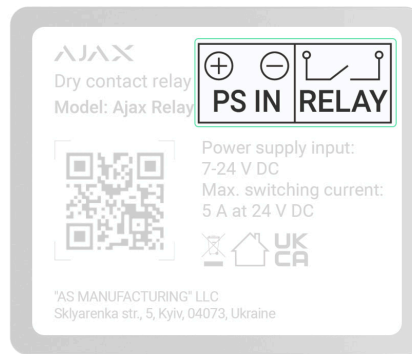 AJAX
Dry contact relay
Model: Ajax Relay
PS IN RELAY
Power supply input:
7-24 V DC
Max. switching current:
5 A at 24 V DC
UK
CA
"AS MANUFACTURING" LLC
Sklyarenka str., 5, Kyiv, 04073, Ukraine